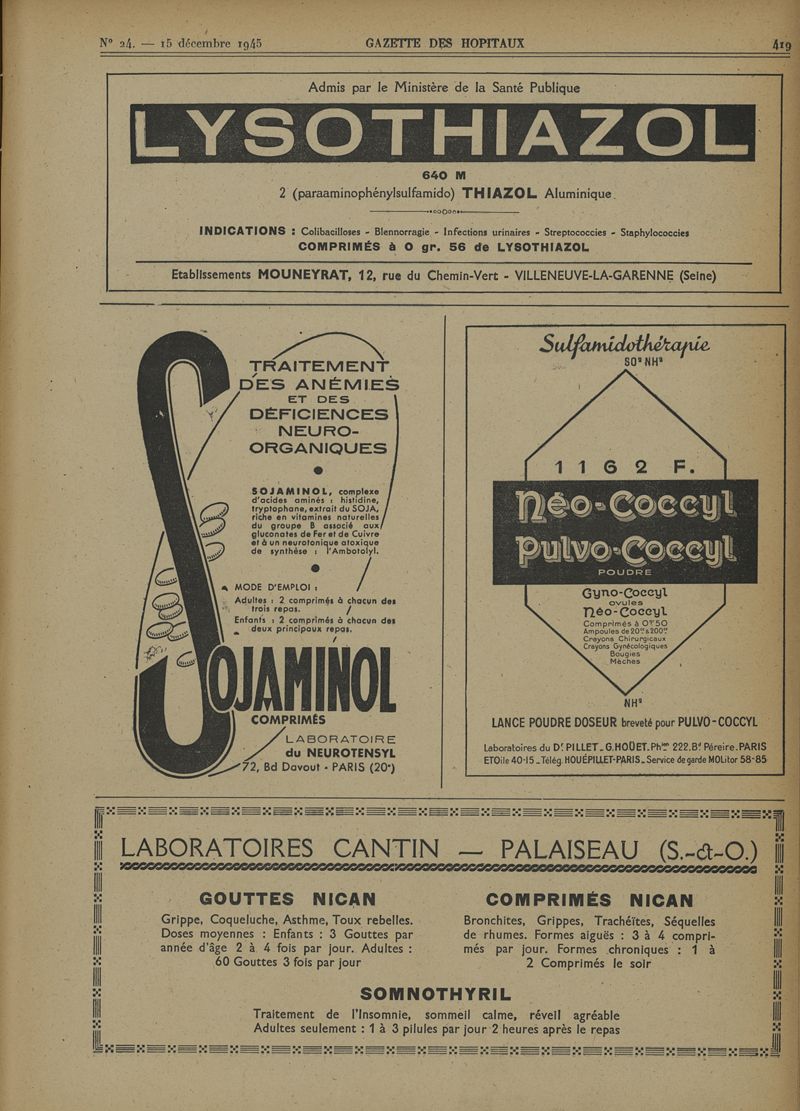 N° 24. — 15 décembre 1945 GAZETTE DES HOPITAUX 419
Admis par le Ministère de la Santé Publique
LYSOTHIAZOL
640 M
2 (paraaminophénylsulfamido) THIAZOL Aluminique
INDICATIONS : Colibacilloses - Blennorragie - Infections urinaires - Streptococcies - Staphylococcies
COMPRIMÉS à 0 gr. 56 de LYSOTHIAZOL
Etablissements MOUNEYRAT, 12, rue du Chemin-Vert - VILLENEUVE-LA-GARENNE (Seine)
TRAITEMENT
DES ANÉMIES
ET DES
DÉFICIENCES
NEURO-
ORGANIQUES
SOJAMINOL, complexe
d'acides aminés : histidine,
tryptophane, extrait du SOJA,
riche en vitamines naturelles
du groupe B associé aux
gluconates de Fer et de Cuivre
et à un neurotonique atoxique
de synthèse : l'Ambotolyl.
MODE D'EMPLOI :
Adultes : 2 comprimés à chacun des
trois repas.
Enfants : 2 comprimés à chacun des
deux principaux repas.
SOJAMINOL
COMPRIMÉS
LABORATOIRE
du NEUROTENSYL
72, Bd Davout - PARIS (20e)
Sulfamidothérapie
SO² NH²
1162 F.
Néo-Coccyl
Pulvo-Coccyl
POUDRE
Gyno-Coccyl
ovules
Néo-Coccyl
Comprimés à 0gr50
Ampoules de 20cc & 200cc
Crayons Chirurgicaux
Crayons Gynécologiques
Bougies
Mèches
NH²
LANCE POUDRE DOSEUR breveté pour PULVO-COCCYL
Laboratoires du Dr. PILLET - G. HOÜET. Phien 222. Bd Péreire. PARIS
ETOile 40-15 - Télég. HOUÉPILLET-PARIS - Service de garde MOLitor 58-85
LABORATOIRES CANTIN — PALAISEAU (S.-&-O.)
GOUTTES NICAN
Grippe, Coqueluche, Asthme, Toux rebelles.
Doses moyennes : Enfants : 3 Gouttes par
année d'âge 2 à 4 fois par jour. Adultes :
60 Gouttes 3 fois par jour
COMPRIMÉS NICAN
Bronchites, Grippes, Trachéïtes, Séquelles
de rhumes. Formes aiguës : 3 à 4 compri-
més par jour. Formes chroniques : 1 à
2 Comprimés le soir
SOMNOTHYRIL
Traitement de l'Insomnie, sommeil calme, réveil agréable
Adultes seulement : 1 à 3 pilules par jour 2 heures après le repas